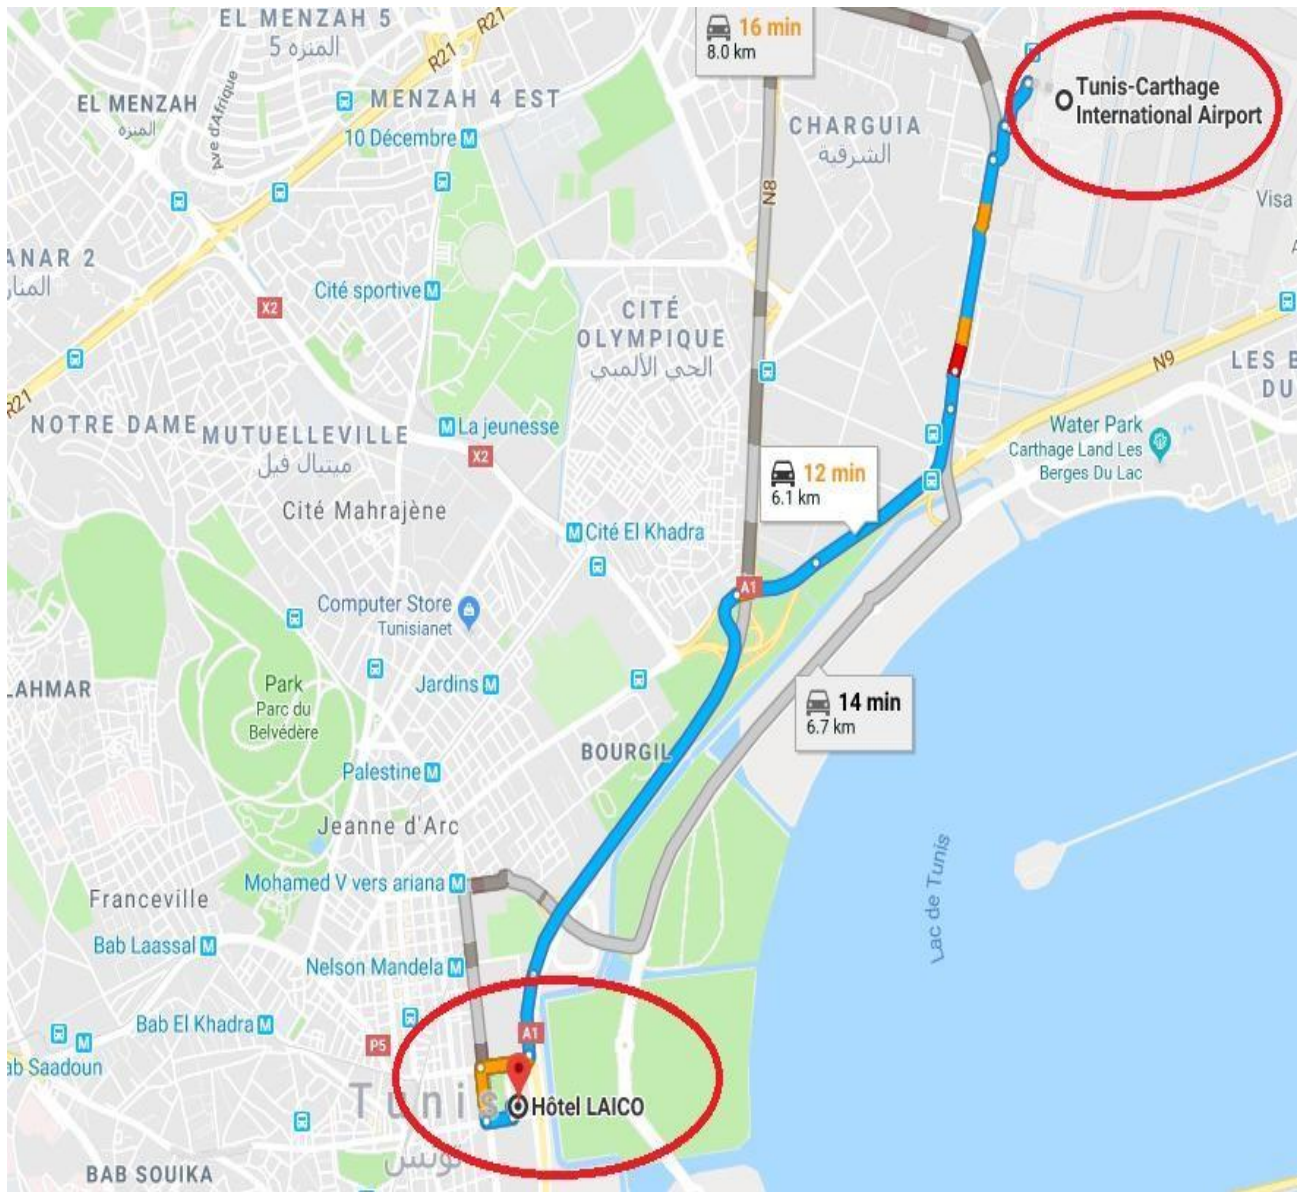 EL MENZAH 5
المنزه 5
R21
R21
16 min
8.0 km
Tunis-Carthage
International Airport
EL MENZAH
المنزه
Ave d'Afrique
MENZAH 4 EST
10 Décembre
CHARGUIA
الشرقية
N8
Visa
ANAR 2
المنار
Cité sportive
X2
CITÉ
OLYMPIQUE
الحي الألمبي
N9
LES B
DU
R21
NOTRE DAME
MUTUELLEVILLE
ميتيال فيل
La jeunesse
X2
Water Park
Carthage Land Les
Berges Du Lac
12 min
6.1 km
Cité Mahrajène
Cité El Khadra
A1
Computer Store
Tunisianet
LAHMAR
Park
Parc du
Belvédère
Jardins
14 min
6.7 km
BOURGIL
Palestine
Jeanne d'Arc
Lac de Tunis
Mohamed V vers ariana
Franceville
Bab Laassal
Nelson Mandela
Bab El Khadra
P5
A1
ab Saadoun
Tunis
تونس
Hôtel LAICO
BAB SOUIKA